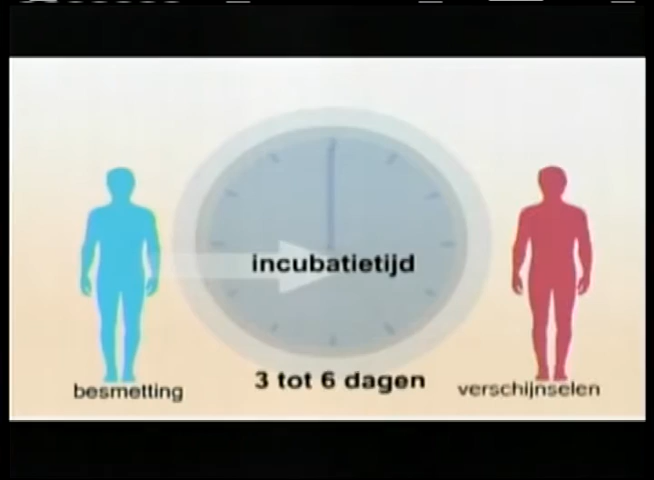 incubatietijd
3 tot 6 dagen
besmetting
verschijnselen